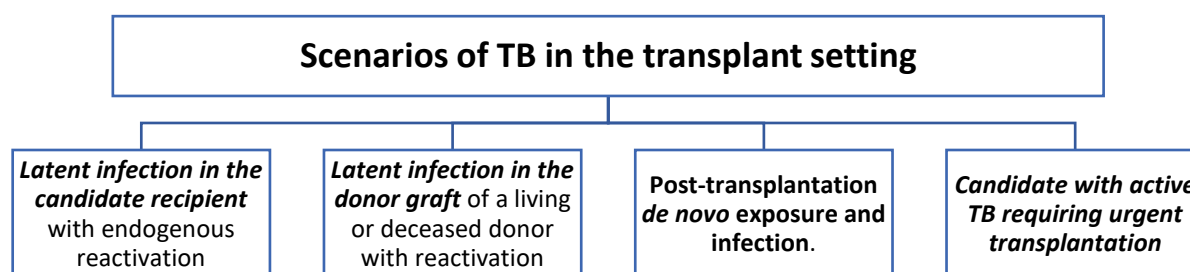 Scenarios of TB in the transplant setting
Latent infection in the
candidate recipient
with endogenous
reactivation
Latent infection in the
donor graft of a living
or deceased donor
with reactivation
Post-transplantation
de novo exposure and
infection.
Candidate with active
TB requiring urgent
transplantation